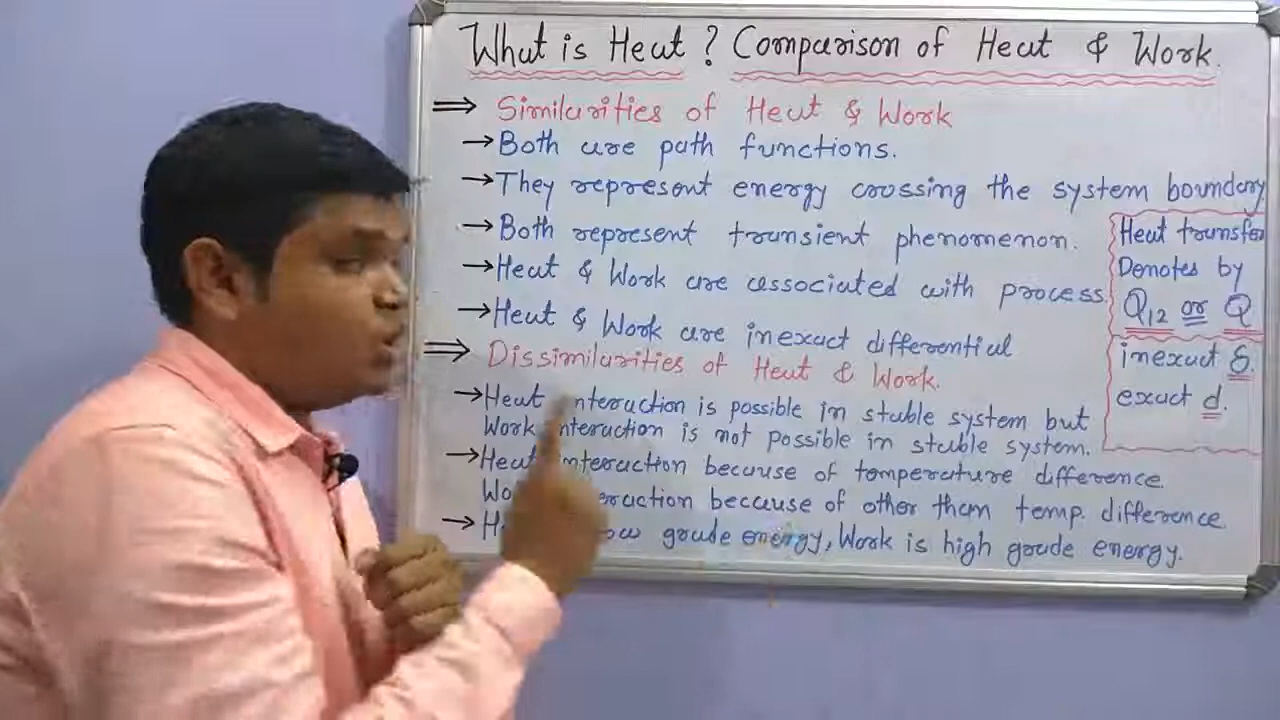 What is Heat? Comparison of Heat & Work.
⇒ Similarities of Heat & Work
→ Both are path functions.
→ They represent energy crossing the system boundary
→ Both represent transient phenomenon.
→ Heat & Work are associated with process.
→ Heat & Work are inexact differential
Heat transfer
Denotes by
Q12 or Q
inexact δ.
exact d.
⇒ Dissimilarities of Heat & Work.
→ Heat interaction is possible in stable system but
Work interaction is not possible in stable system.
→ Heat interaction because of temperature difference
because of other than temp. difference
→ grade energy, Work is high grade energy.